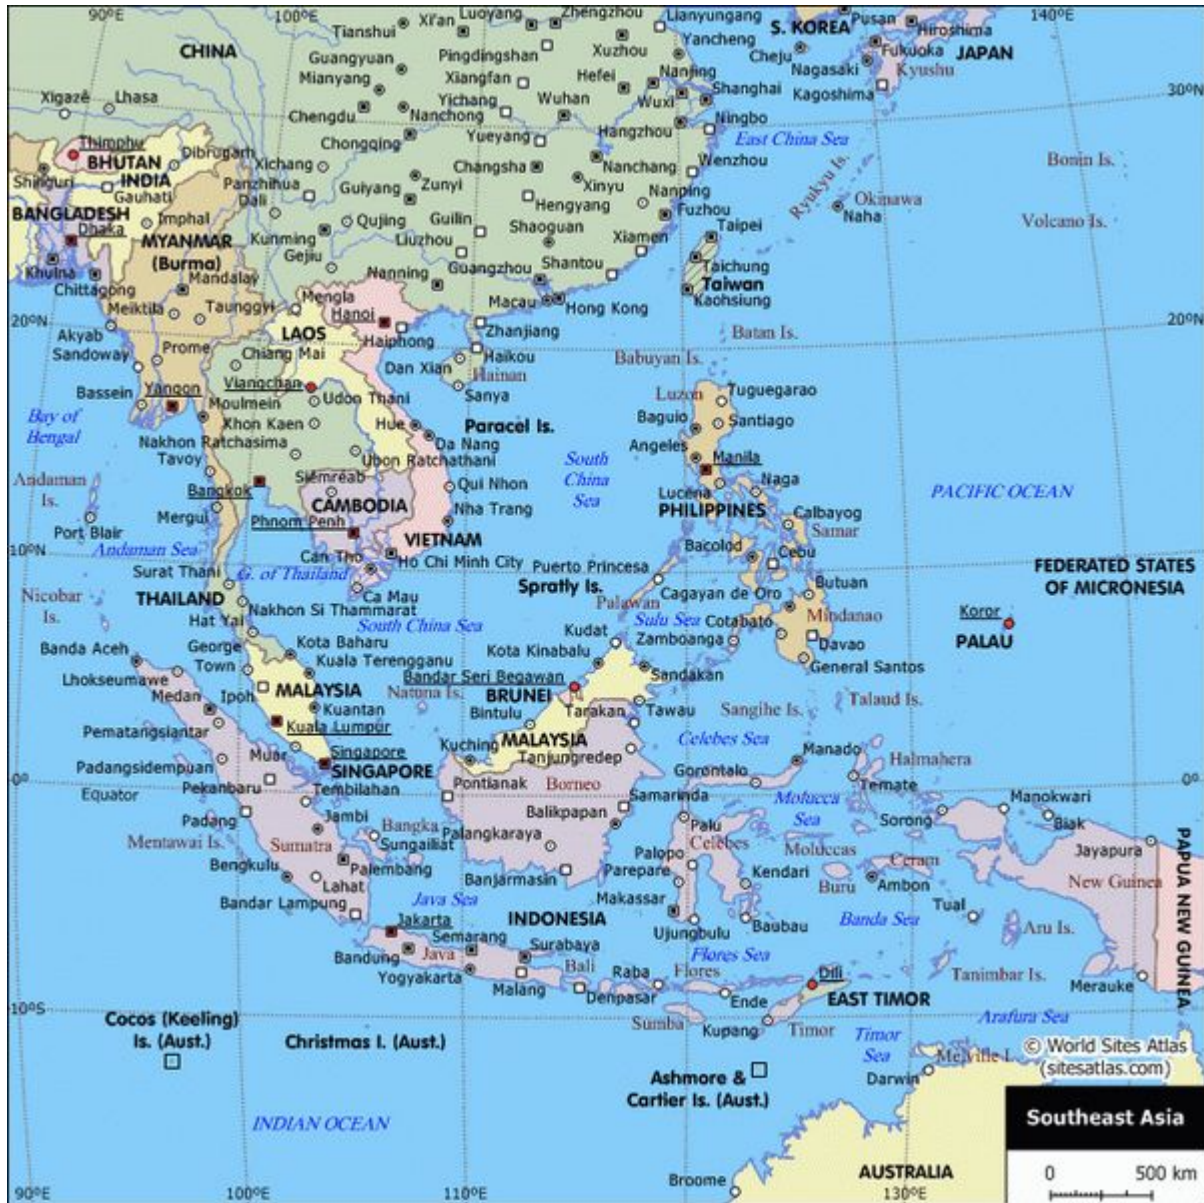 90ºE
100ºE
140ºE
CHINA
Tianshui
Xi'an
Luoyang
Zhengzhou
Lianyungang
S. KOREA
Pusan
Hiroshima
Guangyuan
Pingdingshan
Xuzhou
Yancheng
Cheju
Fukuoka
JAPAN
Mianyang
Xiangfan
Hefei
Nanjing
Nagasaki
Kyushu
Xigazê
Lhasa
Chengdu
Nanchong
Yichang
Wuhan
Wuxi
Shanghai
Kagoshima
30ºN
Chongqing
Yueyang
Hangzhou
Ningbo
East China Sea
Thimphu
BHUTAN
Dibrugarh
Xichang
Changsha
Nanchang
Wenzhou
Bonin Is.
Shinguri
INDIA
Gauhati
Panzhihua
Guiyang
Zunyi
Xinyu
Nanping
Ryukyu Is.
Okinawa
BANGLADESH
Dhaka
Imphal
Dali
Qujing
Guilin
Hengyang
Fuzhou
Naha
Volcano Is.
MYANMAR
(Burma)
Kunming
Liuzhou
Shaoguan
Xiamen
Taipei
Khulna
Gejiu
Nanning
Guangzhou
Shantou
Taichung
Chittagong
Mandalay
Taiwan
Meiktila
Taunggyi
Mengla
Hanoi
Macau
Hong Kong
Kaohsiung
20ºN
Akyab
LAOS
Haiphong
Zhanjiang
Batan Is.
20ºN
Sandoway
Prome
Chiang Mai
Dan Xian
Haikou
Hainan
Babuyan Is.
Bassein
Yangon
Viangchan
Udon Thani
Sanya
Luzon
Tuguegarao
Bay of
Bengal
Moulmein
Khon Kaen
Hue
Paracel Is.
Baguio
Santiago
Nakhon Ratchasima
Da Nang
Angeles
Tavoy
Ubon Ratchathani
South
China
Sea
Manila
Andaman
Is.
Bangkok
Siemreab
Qui Nhon
Lucena
Naga
PACIFIC OCEAN
Mergui
CAMBODIA
Nha Trang
PHILIPPINES
Calbayog
Port Blair
Phnom Penh
VIETNAM
Samar
10ºN
Andaman Sea
Can Tho
Ho Chi Minh City
Bacolod
Cebu
Surat Thani
G. of Thailand
Spratly Is.
Puerto Princesa
Butuan
FEDERATED STATES
OF MICRONESIA
Nicobar
Is.
THAILAND
Ca Mau
Palawan
Cagayan de Oro
Nakhon Si Thammarat
Sulu Sea
Cotabato
Mindanao
Koror
Hat Yai
South China Sea
Kudat
Zamboanga
Davao
PALAU
Banda Aceh
George
Town
Kota Baharu
Kota Kinabalu
General Santos
Lhokseumawe
Kuala Terengganu
Bandar Seri Begawan
Sandakan
Medan
Ipoh
MALAYSIA
Natuna Is.
BRUNEI
Talaud Is.
Kuantan
Bintulu
Tarakan
Tawau
Sangihe Is.
Pematangsiantar
Kuala Lumpur
MALAYSIA
Celebes Sea
Padangsidempuan
Muar
Singapore
SINGAPORE
Kuching
Tanjungredep
Manado
Halmahera
0º
Equator
Pekanbaru
Tembilahan
Pontianak
Borneo
Gorontalo
Temate
0º
Samarinda
Molucca
Sea
Manokwari
Padang
Jambi
Bangka
Balikpapan
Sorong
Biak
Mentawai Is.
Sumatra
Sungailiat
Palangkaraya
Palu
Celebes
Moluccas
Jayapura
Bengkulu
Palembang
Palopo
Ceram
Lahat
Banjarmasin
Parepare
Kendari
Buru
Ambon
New Guinea
PAPUA NEW GUINEA
Bandar Lampung
Java Sea
Makassar
Tual
Jakarta
INDONESIA
Ujungbulu
Baubau
Banda Sea
Aru Is.
Semarang
Surabaya
Bandung
Java
Bali
Flores Sea
Raba
Flores
Dili
Tanimbar Is.
Yogyakarta
Malang
Denpasar
Ende
EAST TIMOR
Merauke
10ºS
Sumba
Kupang
Timor
Cocos (Keeling)
Is. (Aust.)
Christmas I. (Aust.)
Timor
Sea
Arafura Sea
Melville I.
© World Sites Atlas
(sitesatlas.com)
Ashmore &
Cartier Is. (Aust.)
Darwin
INDIAN OCEAN
Southeast Asia
Broome
AUSTRALIA
0
500 km
90ºE
100ºE
110ºE
130ºE